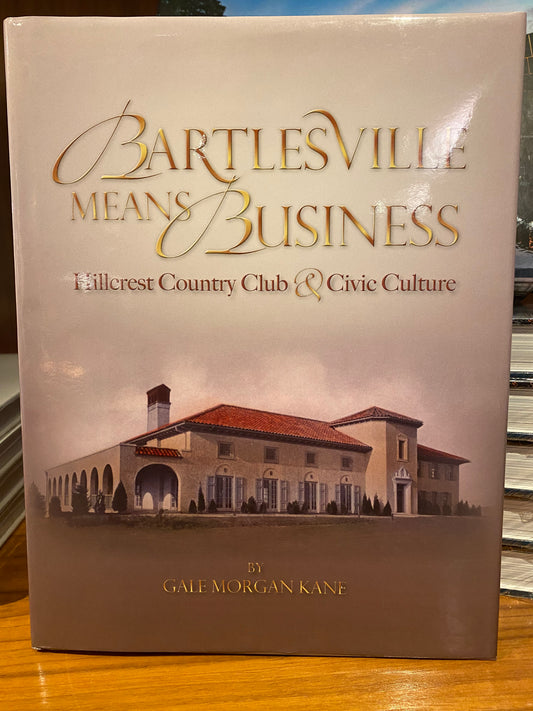 BARTLESVILLE
MEANS BUSINESS
Hillcrest Country Club & Civic Culture
BY
GALE MORGAN KANE